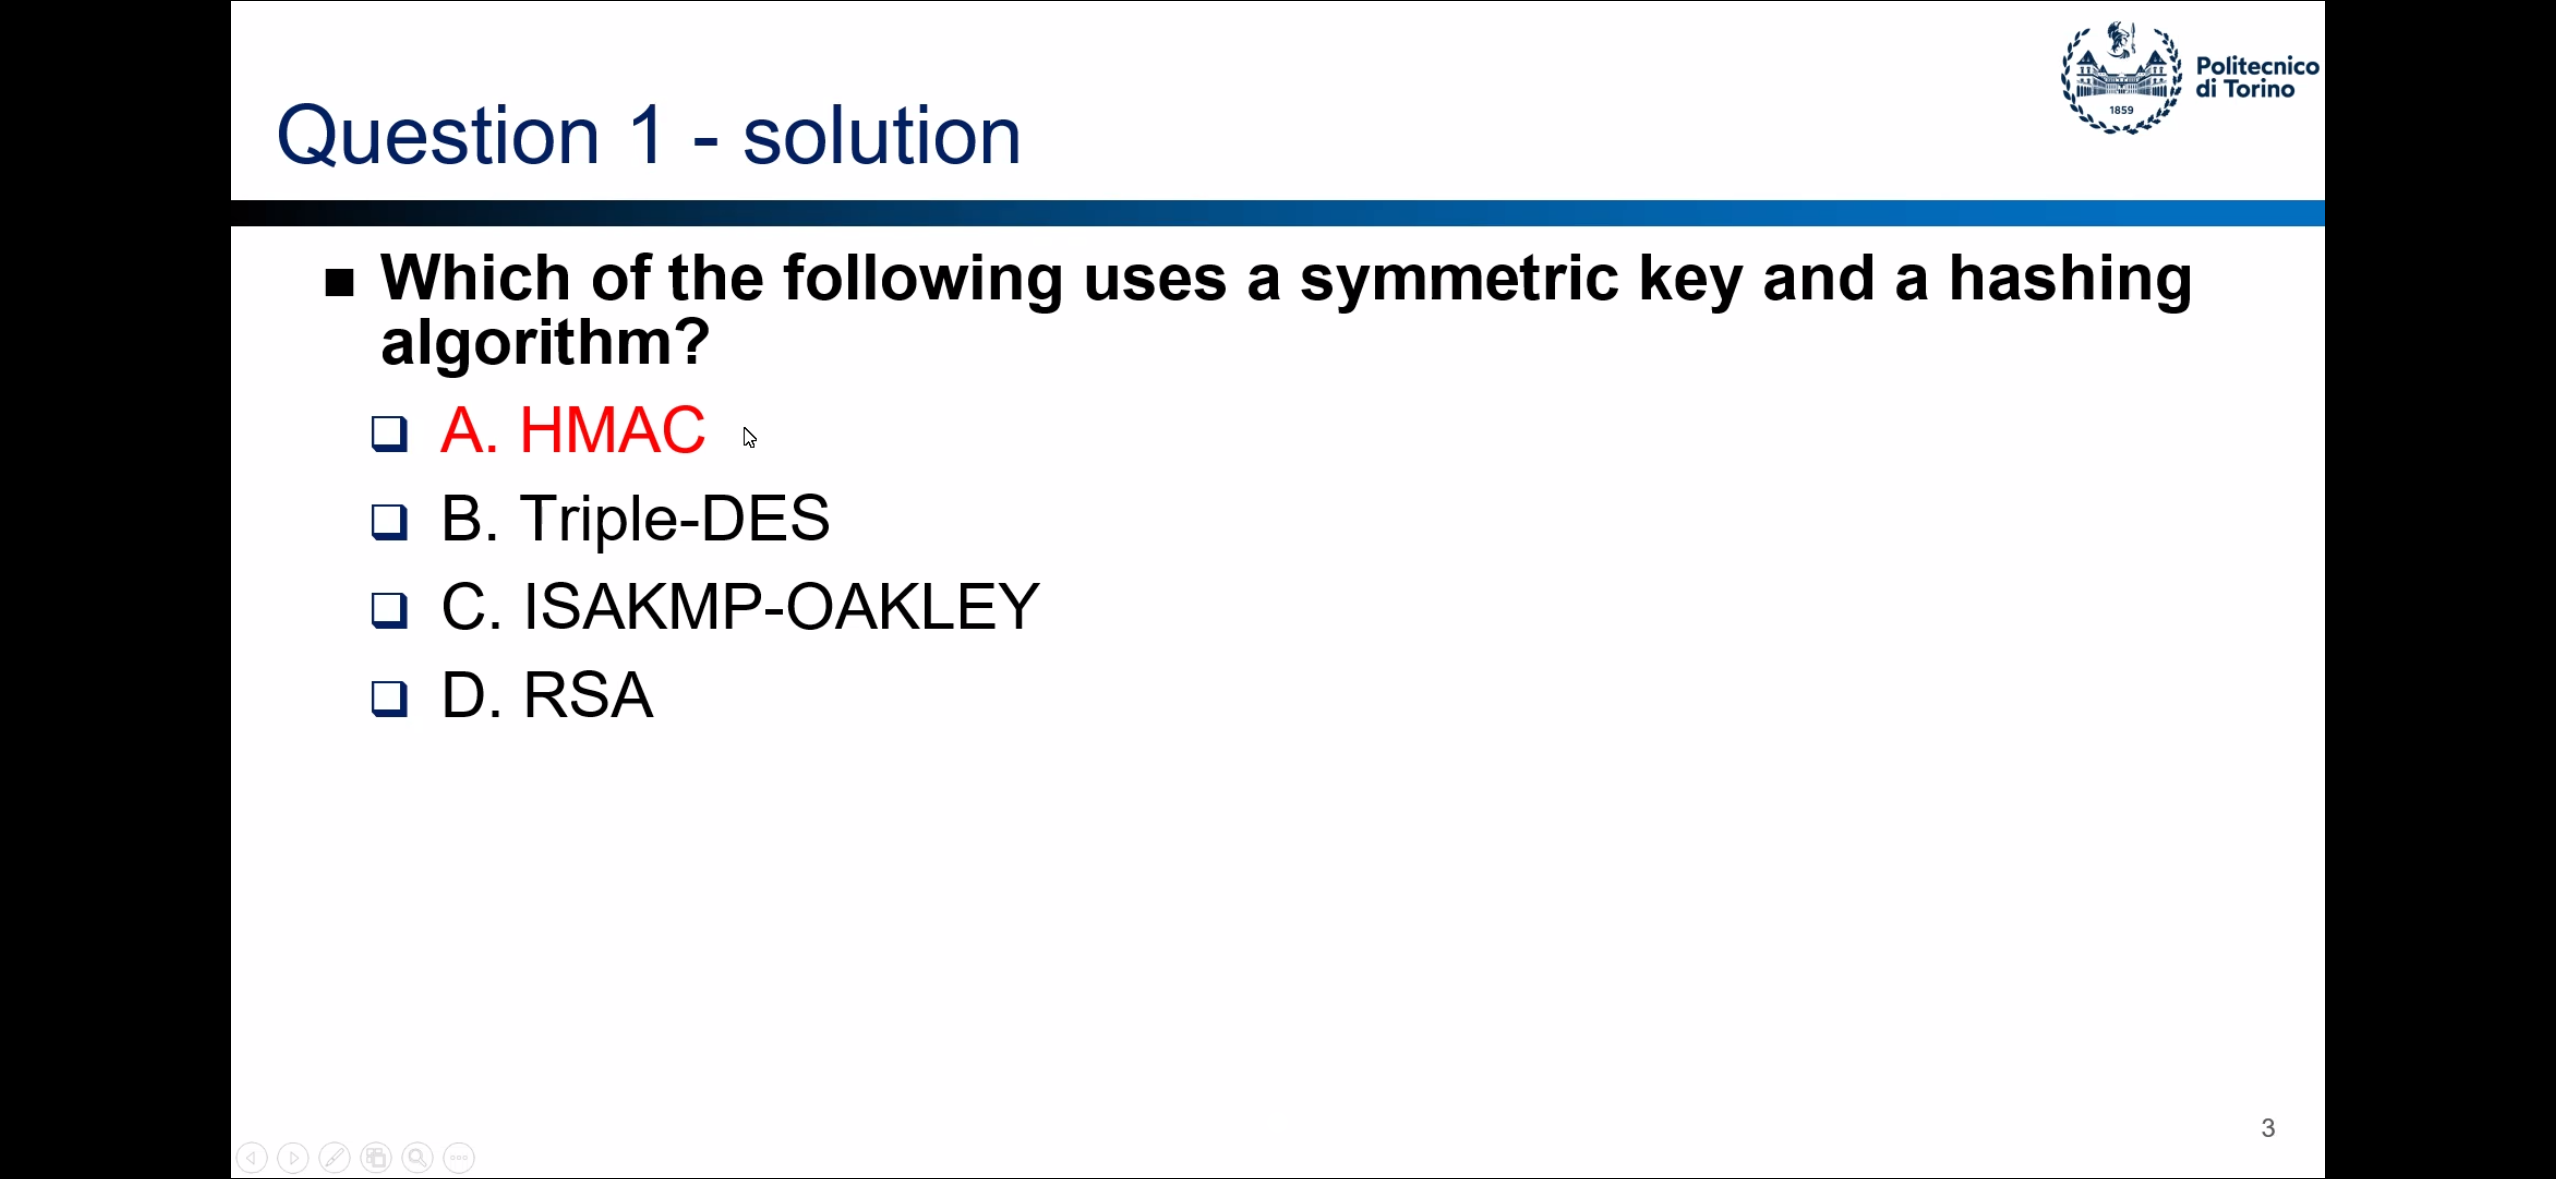 Politecnico
di Torino
1859
Question 1 - solution
Which of the following uses a symmetric key and a hashing
algorithm?
A. HMAC
B. Triple-DES
C. ISAKMP-OAKLEY
D. RSA
3